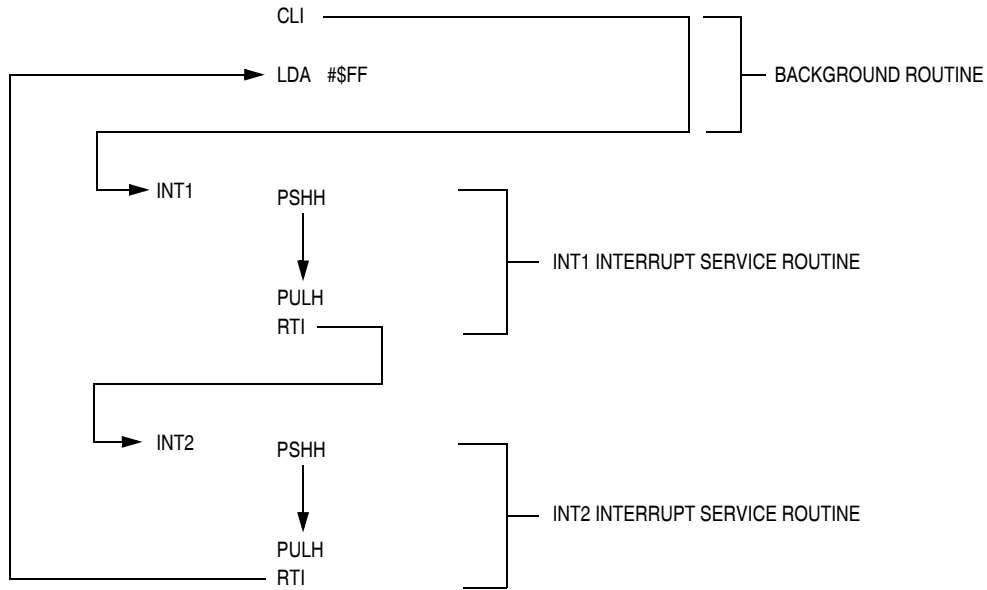 CLI
LDA #$FF
BACKGROUND ROUTINE
INT1
PSHH
INT1 INTERRUPT SERVICE ROUTINE
PULH
RTI
INT2
PSHH
INT2 INTERRUPT SERVICE ROUTINE
PULH
RTI